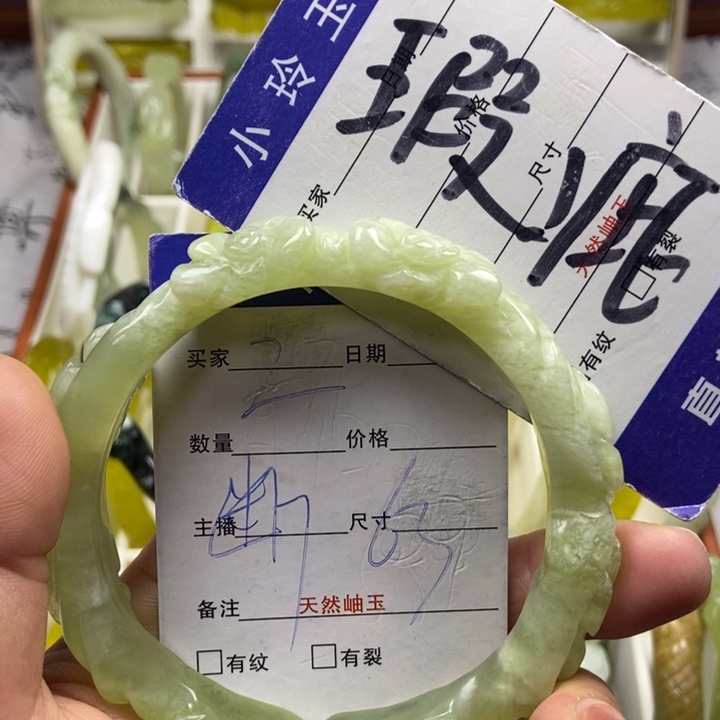 小玲玉
瑕疵
日期
价格
尺寸
买家
天然岫玉
有裂
有纹
直
买家 日期
数量 价格
主播 尺寸
备注 天然岫玉
□有纹 □有裂